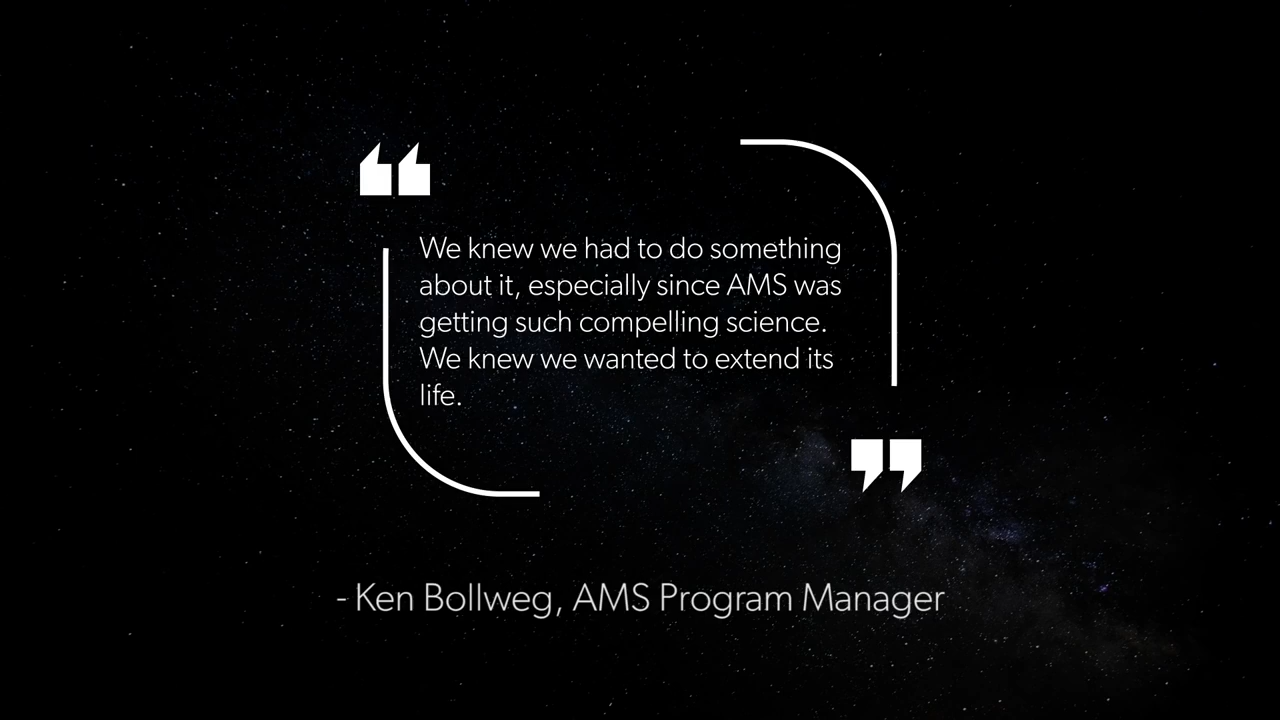 We knew we had to do something
about it, especially since AMS was
getting such compelling science.
We knew we wanted to extend its
life.
- Ken Bollweg, AMS Program Manager